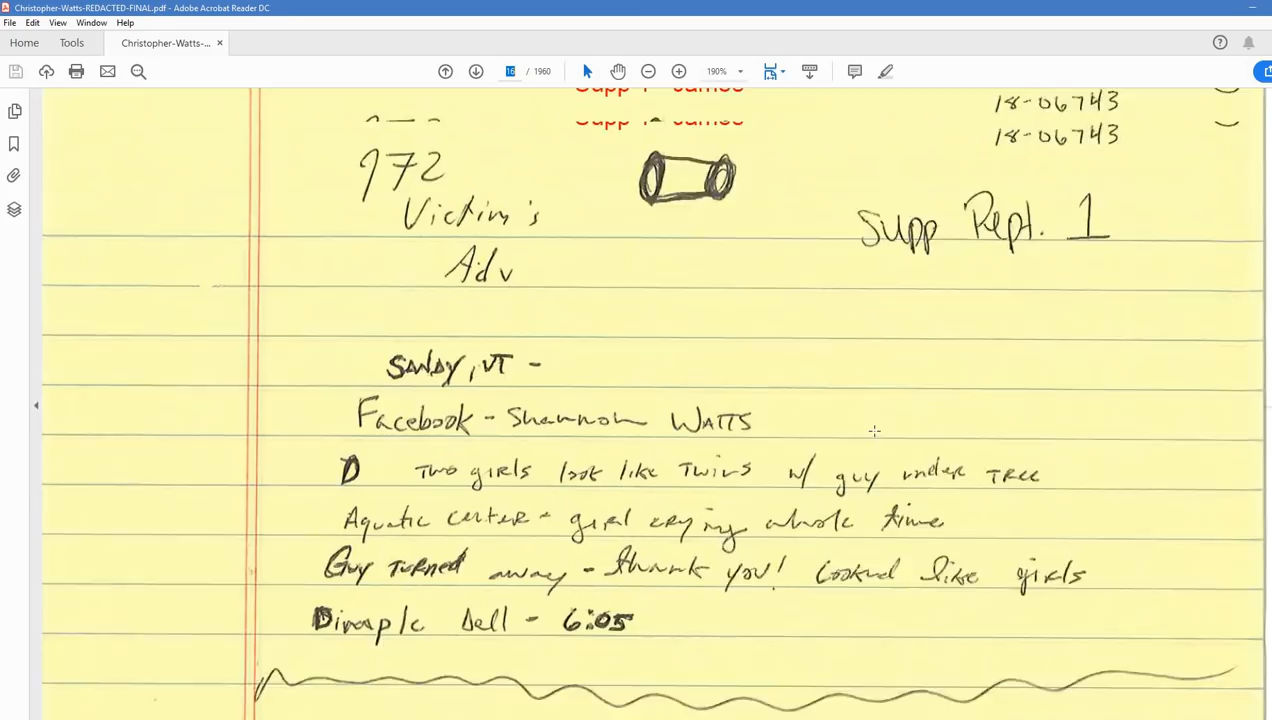 Christopher-Watts-REDACTED-FINAL.pdf - Adobe Acrobat Reader DC
File Edit View Window Help
Home Tools Christopher-Watts-... ×
16 / 1960 190%
18-06743
18-06743
972
Victim's
Supp Rept. 1
Adv
SANDY, UT -
Facebook - Shannon WATTS
D Two girls look like Twins w/ guy under TREE
Aquatic center - girl crying whole time
Guy TURNED away - thank you! Looked like girls
Dimple Dell - 6:05